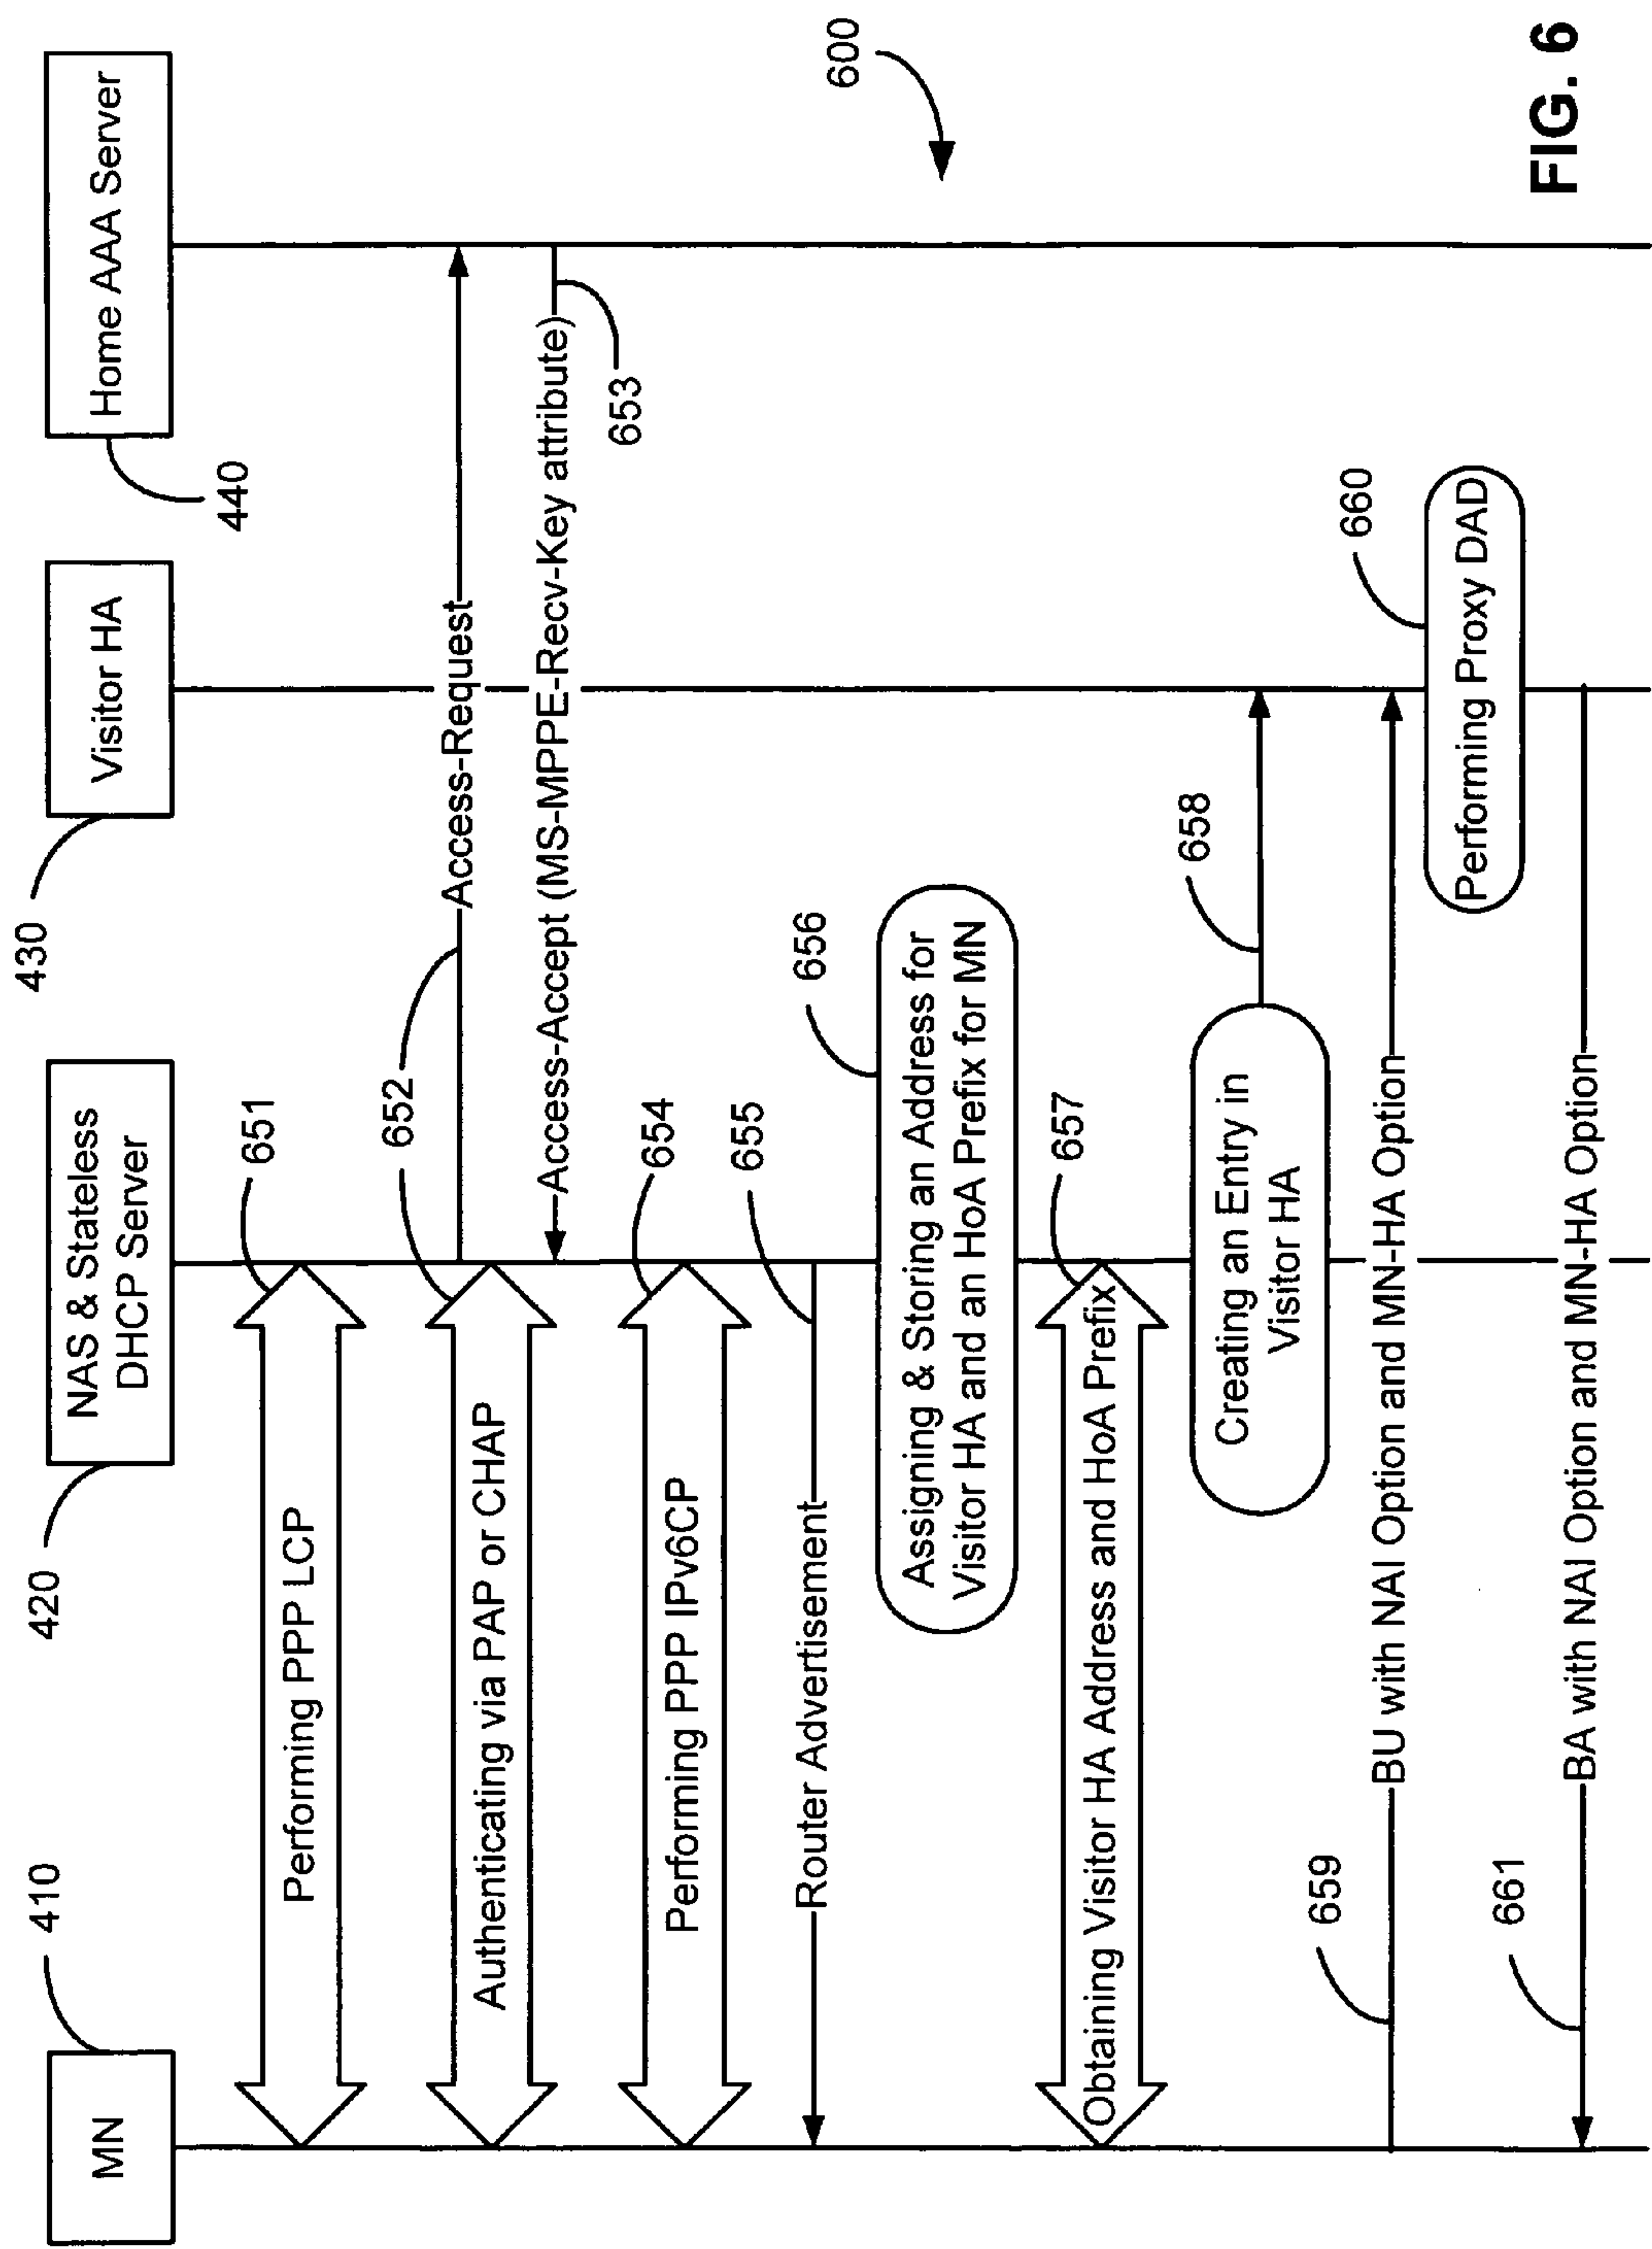 410
MN
420
NAS & Stateless
DHCP Server
430
Visitor HA
440
Home AAA Server
651
Performing PPP LCP
652
Authenticating via PAP or CHAP
Access-Request
Access-Accept (MS-MPPE-Recv-Key attribute)
653
654
Performing PPP IPv6CP
655
Router Advertisement
656
Assigning & Storing an Address for
Visitor HA and an HoA Prefix for MN
657
Obtaining Visitor HA Address and HoA Prefix
658
Creating an Entry in
Visitor HA
659
BU with NAI Option and MN-HA Option
660
Performing Proxy DAD
661
BA with NAI Option and MN-HA Option
600
FIG. 6